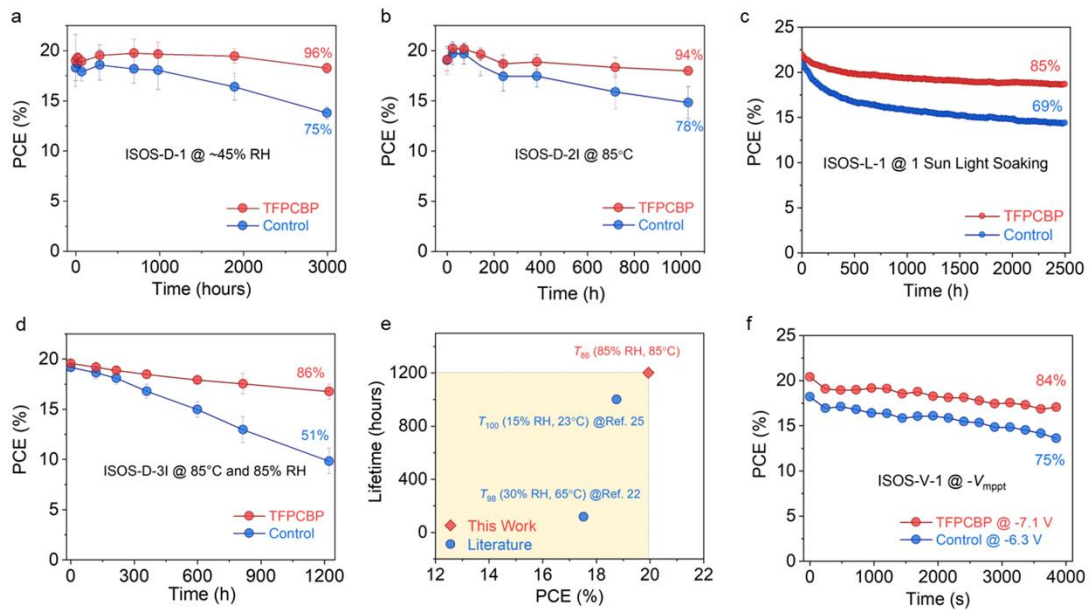 a
PCE (%)
25
20
15
10
5
0
96%
75%
ISOS-D-1 @ ~45% RH
TFPCBP
Control
0
1000
2000
3000
Time (hours)
b
PCE (%)
25
20
15
10
5
0
94%
78%
ISOS-D-2I @ 85°C
TFPCBP
Control
0
200
400
600
800
1000
Time (h)
c
PCE (%)
25
20
15
10
5
0
85%
69%
ISOS-L-1 @ 1 Sun Light Soaking
TFPCBP
Control
0
500
1000
1500
2000
2500
Time (h)
d
PCE (%)
20
10
0
86%
51%
ISOS-D-3I @ 85°C and 85% RH
TFPCBP
Control
0
300
600
900
1200
Time (h)
e
Lifetime (hours)
1200
800
400
0
T86 (85% RH, 85°C)
T100 (15% RH, 23°C) @Ref. 25
T98 (30% RH, 65°C) @Ref. 22
This Work
Literature
12
14
16
18
20
22
PCE (%)
f
PCE (%)
25
20
15
10
5
0
84%
75%
ISOS-V-1 @ -Vmppt
TFPCBP @ -7.1 V
Control @ -6.3 V
0
1000
2000
3000
4000
Time (s)